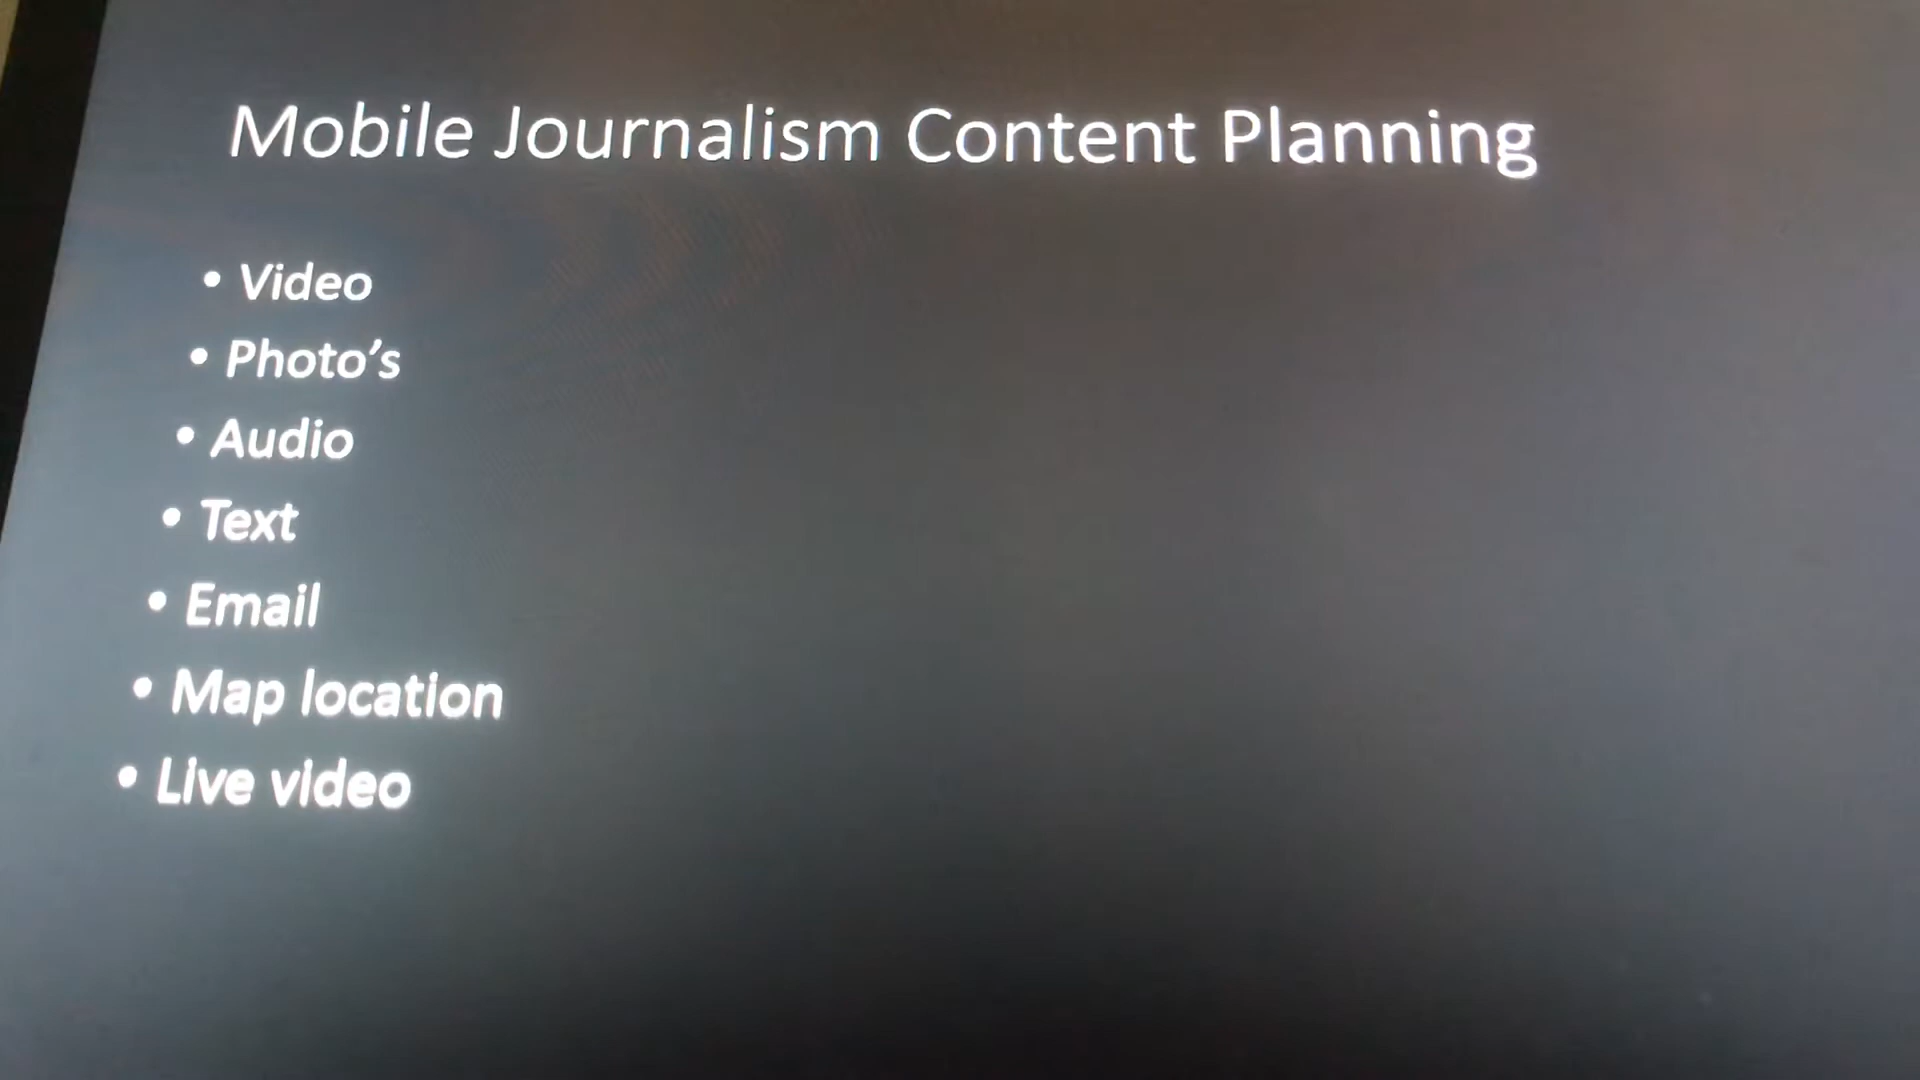 Mobile Journalism Content Planning
• Video
• Photo’s
• Audio
• Text
• Email
• Map location
• Live video